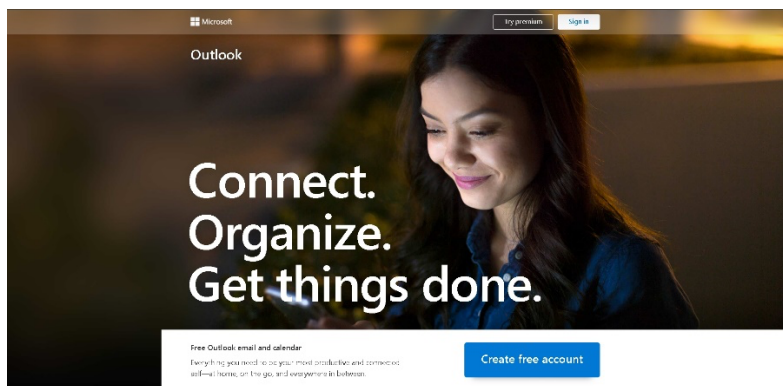 Microsoft
Try premium
Sign in
Outlook
Connect.
Organize.
Get things done.
Free Outlook email and calendar
Everything you need to be your most productive and connected
self—at home, on the go, and everywhere in between.
Create free account